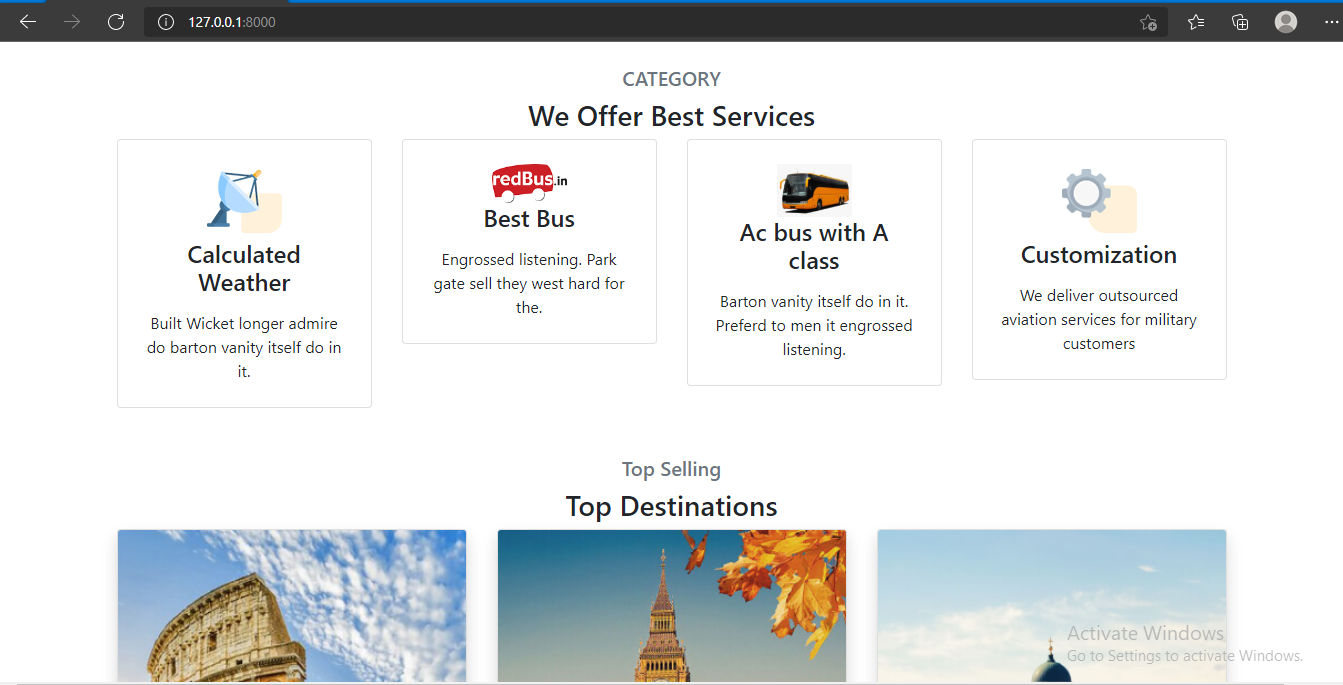 127.0.0.1:8000
CATEGORY
We Offer Best Services
Calculated
Weather
Built Wicket longer admire
do barton vanity itself do in
it.
redBus.in
Best Bus
Engrossed listening. Park
gate sell they west hard for
the.
Ac bus with A
class
Barton vanity itself do in it.
Preferd to men it engrossed
listening.
Customization
We deliver outsourced
aviation services for military
customers
Top Selling
Top Destinations
Activate Windows
Go to Settings to activate Windows.